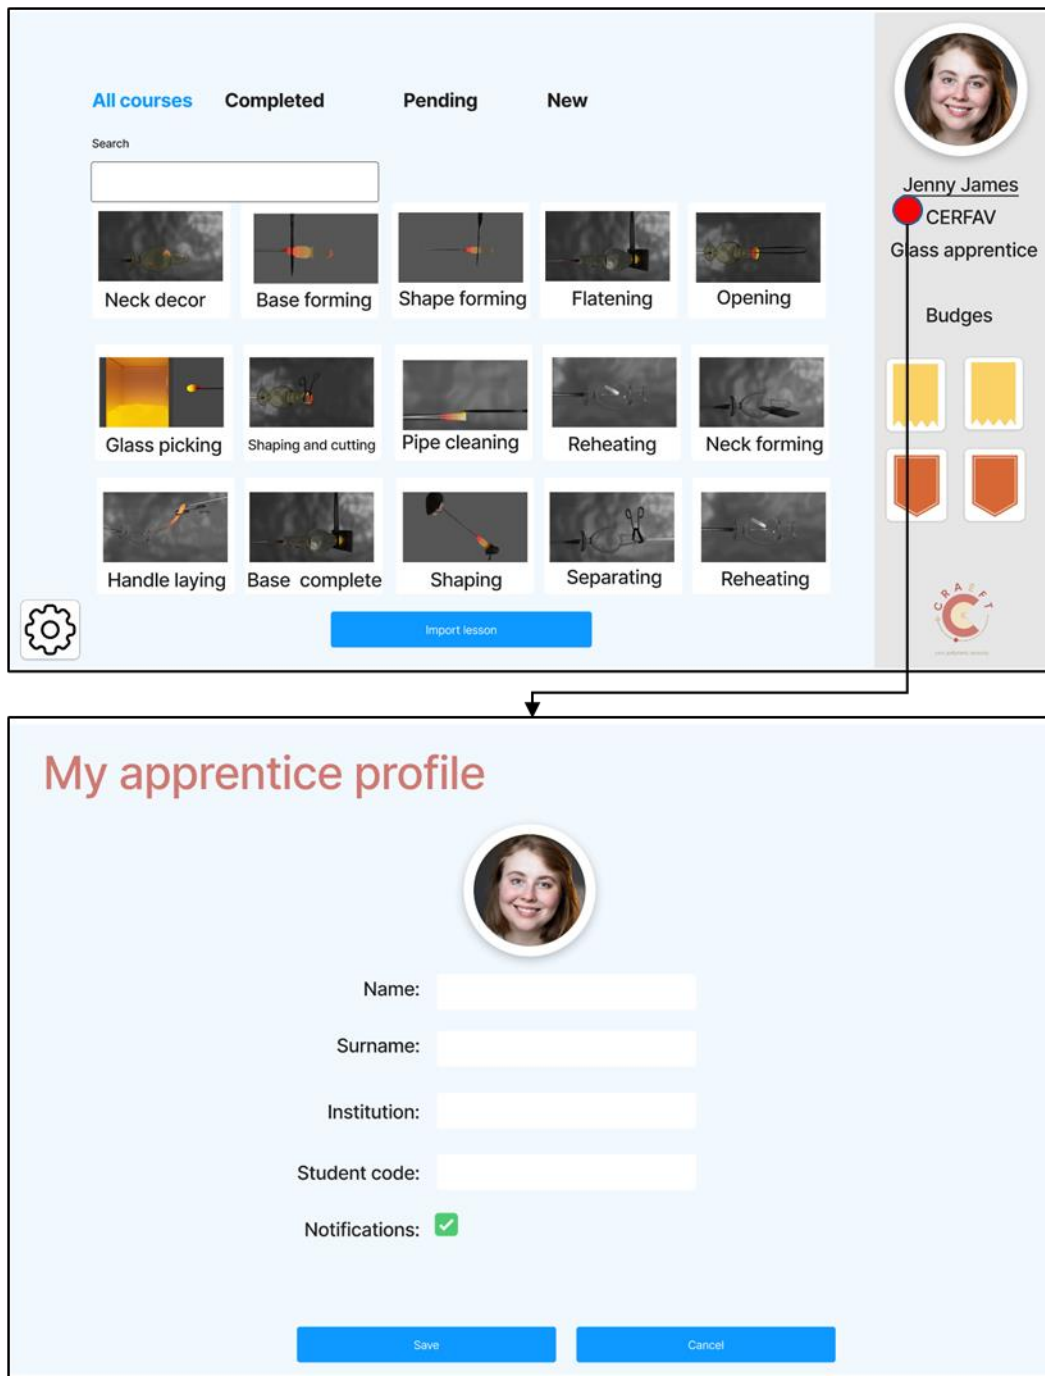 All courses Completed Pending New
Search
Neck decor Base forming Shape forming Flatening Opening
Glass picking Shaping and cutting Pipe cleaning Reheating Neck forming
Handle laying Base complete Shaping Separating Reheating
Import lesson
Jenny James
CERFAV
Glass apprentice
Budges
CRAEFT
My apprentice profile
Name:
Surname:
Institution:
Student code:
Notifications:
Save Cancel